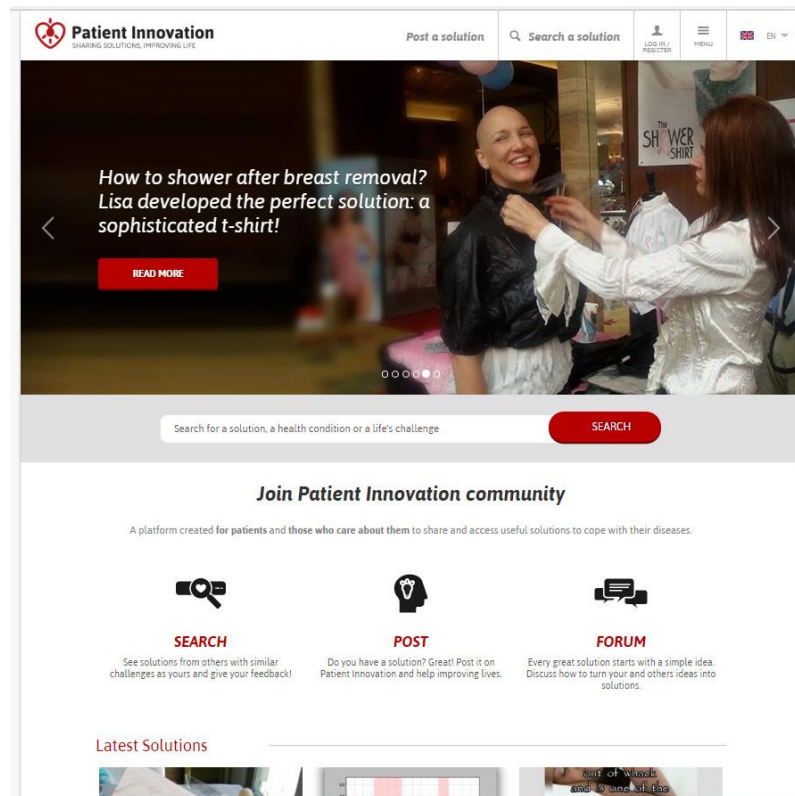 Patient Innovation
SHARING SOLUTIONS, IMPROVING LIFE
Post a solution
Search a solution
LOG IN /
REGISTER
MENU
EN
How to shower after breast removal?
Lisa developed the perfect solution: a
sophisticated t-shirt!
READ MORE
The
SHOWER
SHIRT
Search for a solution, a health condition or a life's challenge
SEARCH
Join Patient Innovation community
A platform created for patients and those who care about them to share and access useful solutions to cope with their diseases.
SEARCH
See solutions from others with similar
challenges as yours and give your feedback!
POST
Do you have a solution? Great! Post it on
Patient Innovation and help improving lives.
FORUM
Every great solution starts with a simple idea.
Discuss how to turn your and others ideas into
solutions.
Latest Solutions
out of whack
and is one of the